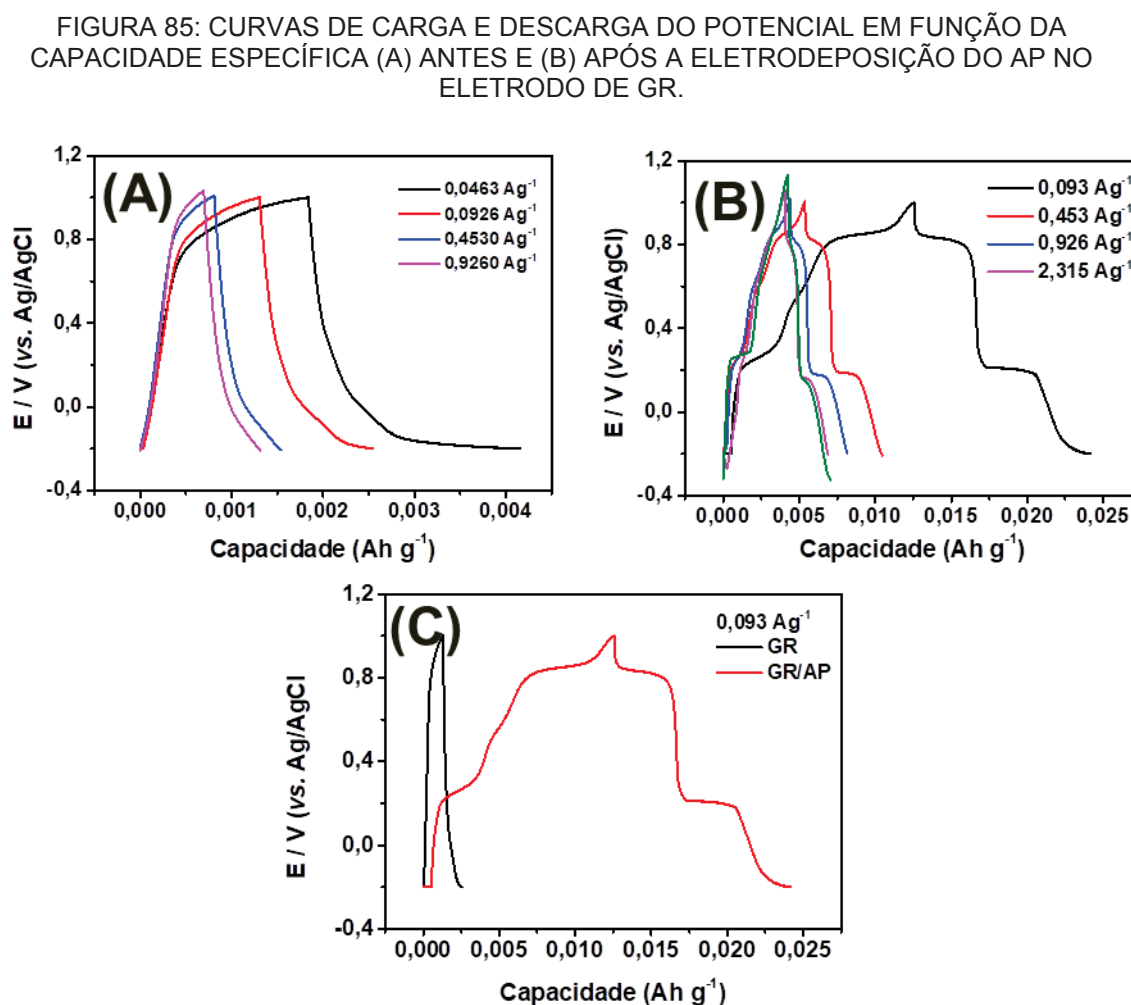 FIGURA 85: CURVAS DE CARGA E DESCARGA DO POTENCIAL EM FUNÇÃO DA
CAPACIDADE ESPECÍFICA (A) ANTES E (B) APÓS A ELETRODEPOSIÇÃO DO AP NO
ELETRODO DE GR.
(A)
0,0463 Ag⁻¹
0,0926 Ag⁻¹
0,4530 Ag⁻¹
0,9260 Ag⁻¹
1,2
0,8
0,4
0,0
-0,4
E / V (vs. Ag/AgCl)
0,000 0,001 0,002 0,003 0,004
Capacidade (Ah g⁻¹)
(B)
0,093 Ag⁻¹
0,453 Ag⁻¹
0,926 Ag⁻¹
2,315 Ag⁻¹
1,2
0,8
0,4
0,0
-0,4
E / V (vs. Ag/AgCl)
0,000 0,005 0,010 0,015 0,020 0,025
Capacidade (Ah g⁻¹)
(C)
0,093 Ag⁻¹
GR
GR/AP
1,2
0,8
0,4
0,0
-0,4
E / V (vs. Ag/AgCl
0,000 0,005 0,010 0,015 0,020 0,025
Capacidade (Ah g⁻¹)